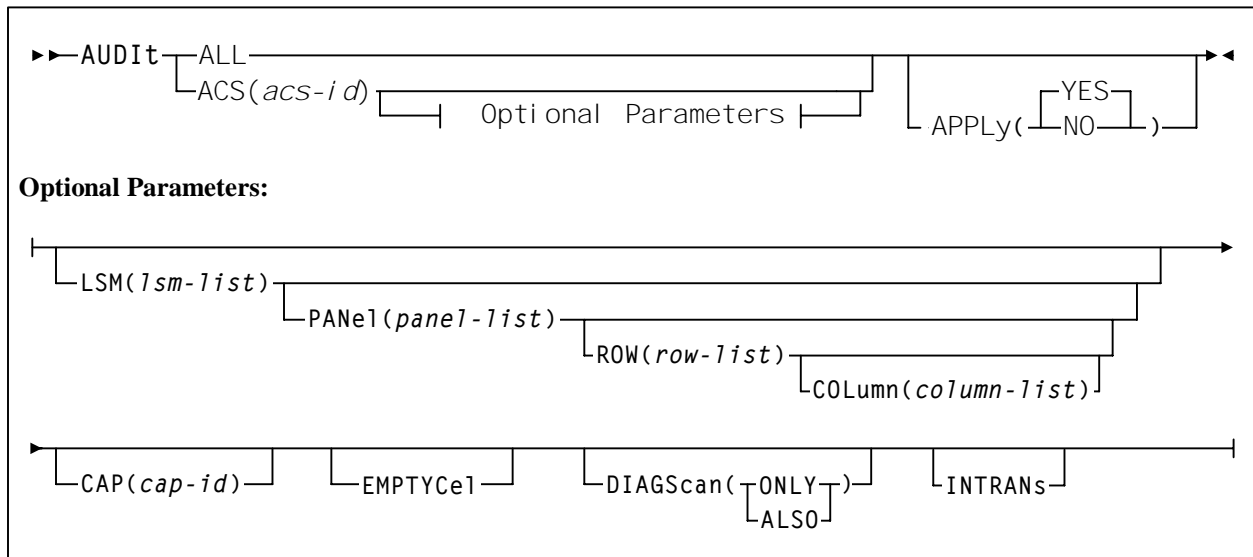 AUDIt ALL
ACS(acs-id)
Optional Parameters
APPLy( YES )
NO
Optional Parameters:
LSM(lsm-list)
PANel(panel-list)
ROW(row-list)
COLumn(column-list)
CAP(cap-id) EMPTYCel DIAGScan( ONLY ) INTRANs
ALSO